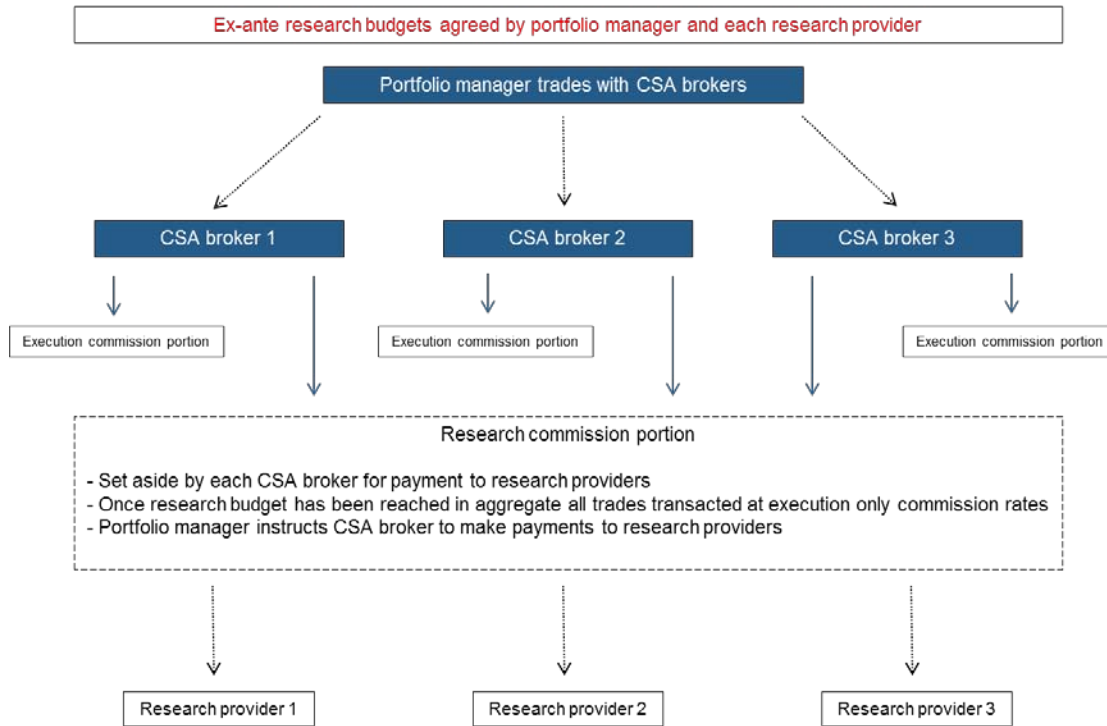 Ex-ante research budgets agreed by portfolio manager and each research provider
Portfolio manager trades with CSA brokers
CSA broker 1
CSA broker 2
CSA broker 3
Execution commission portion
Execution commission portion
Execution commission portion
Research commission portion
- Set aside by each CSA broker for payment to research providers
- Once research budget has been reached in aggregate all trades transacted at execution only commission rates
- Portfolio manager instructs CSA broker to make payments to research providers
Research provider 1
Research provider 2
Research provider 3